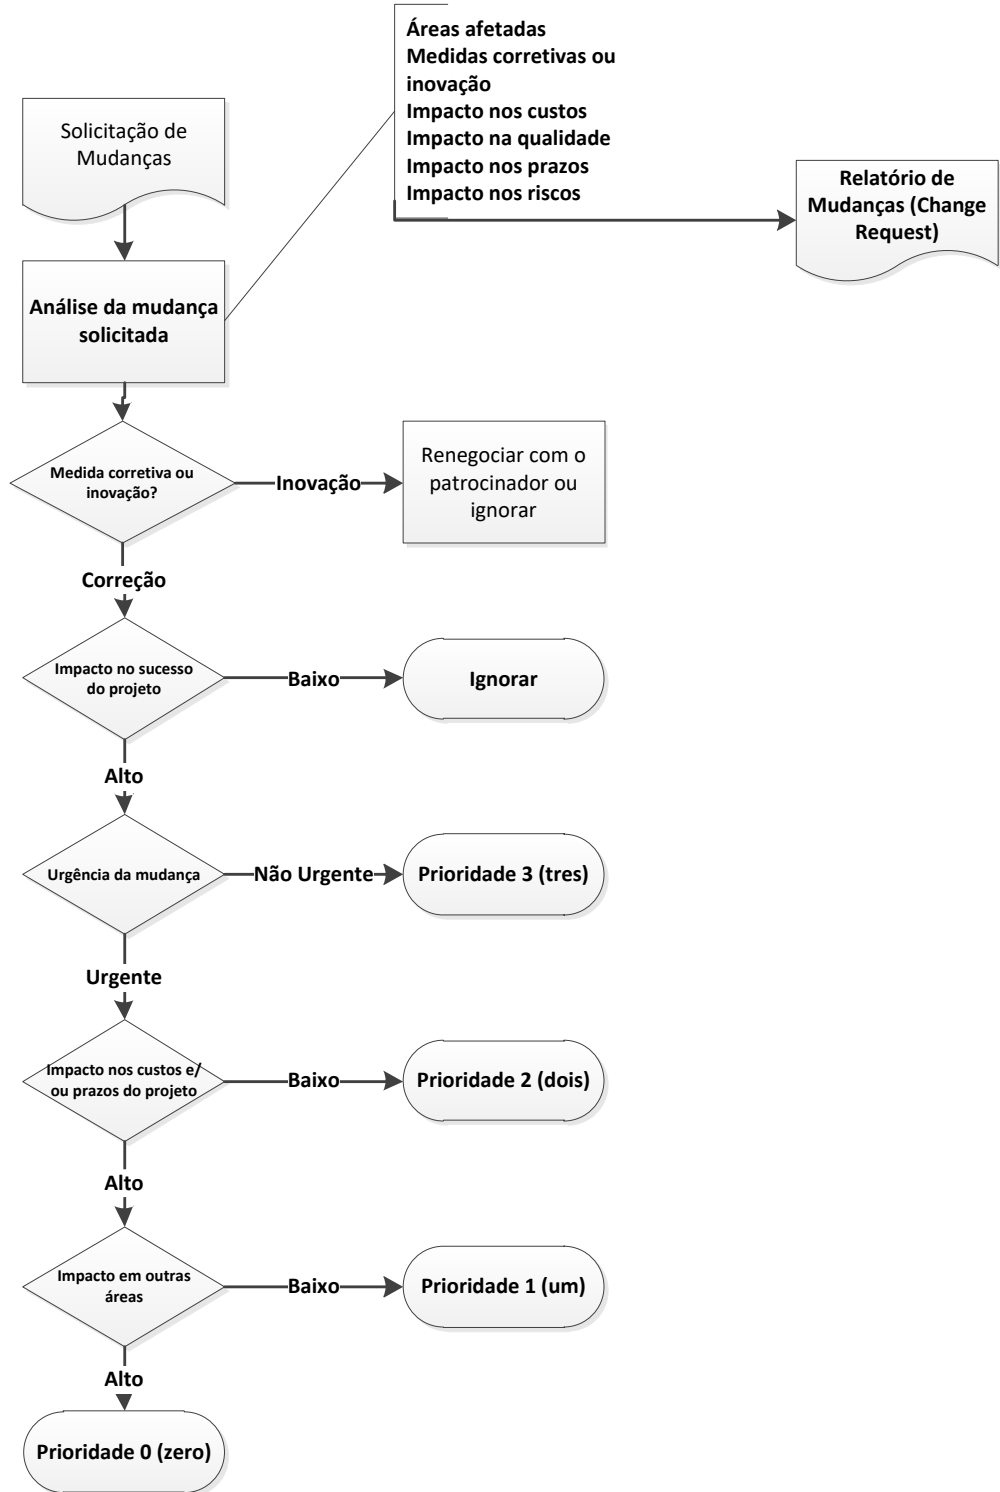 Áreas afetadas
Medidas corretivas ou
inovação
Impacto nos custos
Impacto na qualidade
Impacto nos prazos
Impacto nos riscos
Solicitação de
Mudanças
Relatório de
Mudanças (Change
Request)
Análise da mudança
solicitada
Medida corretiva ou
inovação?
Inovação
Renegociar com o
patrocinador ou
ignorar
Correção
Impacto no sucesso
do projeto
Baixo
Ignorar
Alto
Urgência da mudança
Não Urgente
Prioridade 3 (tres)
Urgente
Impacto nos custos e/
ou prazos do projeto
Baixo
Prioridade 2 (dois)
Alto
Impacto em outras
áreas
Baixo
Prioridade 1 (um)
Alto
Prioridade 0 (zero)